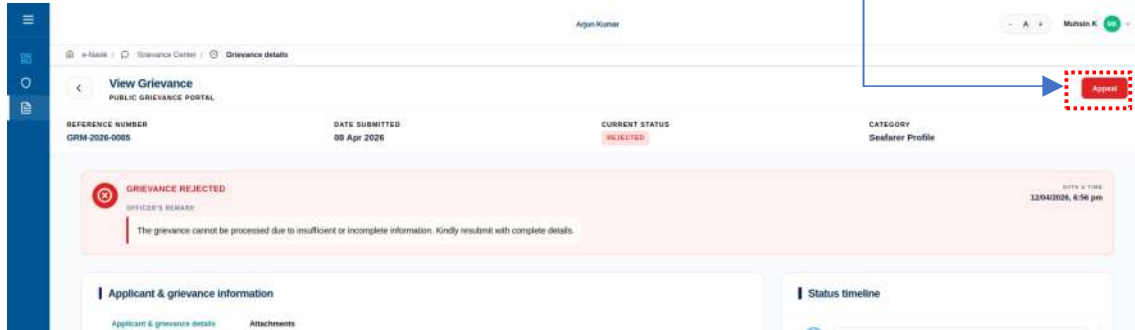 Arjun Kumar
- A +
Muhsin K MK
e-Navik / Grievance Center / Grievance details
View Grievance
PUBLIC GRIEVANCE PORTAL
Appeal
REFERENCE NUMBER DATE SUBMITTED CURRENT STATUS CATEGORY
GRM-2026-0085 08 Apr 2026 REJECTED Seafarer Profile
GRIEVANCE REJECTED
DATE & TIME
OFFICER'S REMARK
12/04/2026, 6:56 pm
The grievance cannot be processed due to insufficient or incomplete information. Kindly resubmit with complete details.
Applicant & grievance information
Status timeline
Applicant & grievance details Attachments